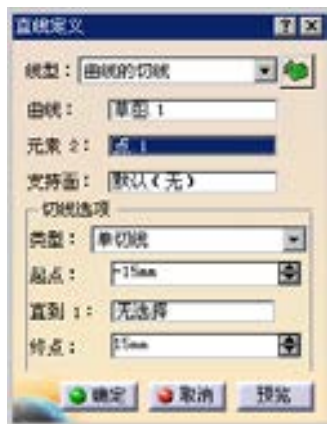 直线定义
线型：曲线的切线
曲线：草图 1
元素 2：点 1
支持面：默认（无）
切线选项
类型：单切线
起点：-15mm
直到 1：无选择
终点：15mm
确定 取消 预览